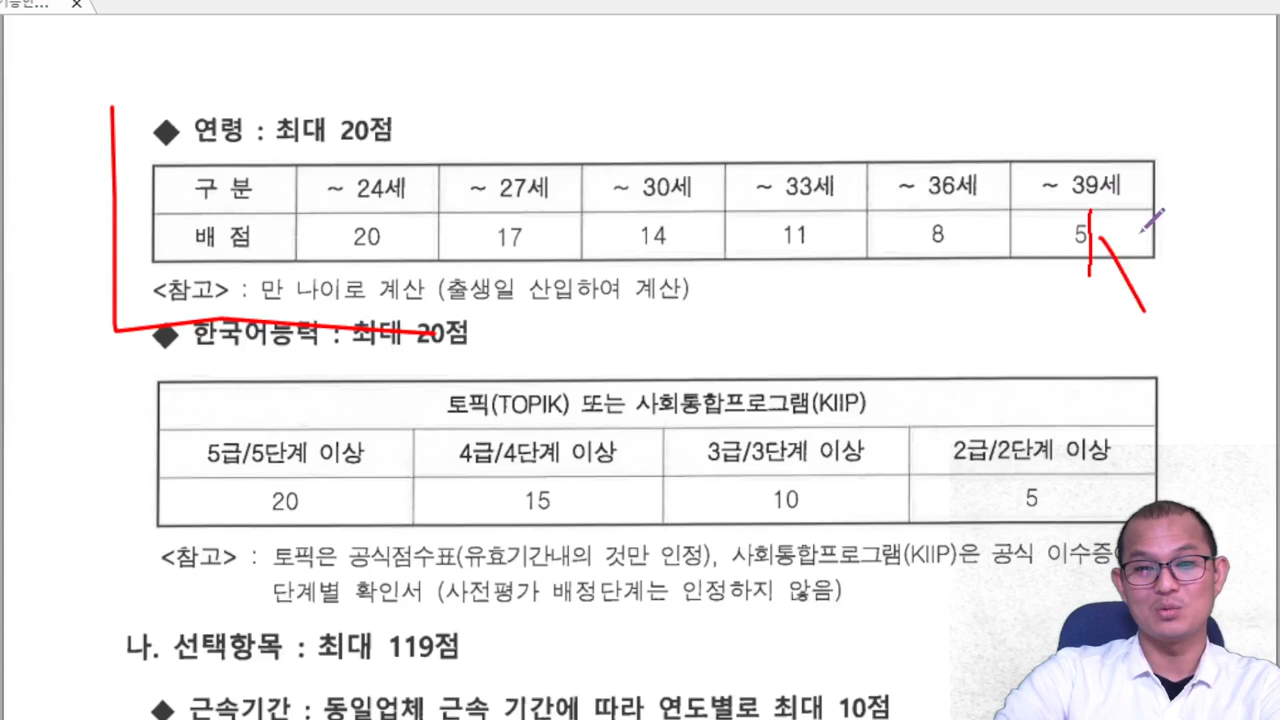 ◆ 연령 : 최대 20점
구 분 ~ 24세 ~ 27세 ~ 30세 ~ 33세 ~ 36세 ~ 39세
배 점 20 17 14 11 8 5
<참고> : 만 나이로 계산 (출생일 산입하여 계산)
◆ 한국어능력 : 최대 20점
토픽(TOPIK) 또는 사회통합프로그램(KIIP)
5급/5단계 이상 4급/4단계 이상 3급/3단계 이상 2급/2단계 이상
20 15 10 5
<참고> : 토픽은 공식점수표(유효기간내의 것만 인정), 사회통합프로그램(KIIP)은 공식 이수증
단계별 확인서 (사전평가 배정단계는 인정하지 않음)
나. 선택항목 : 최대 119점
◆ 근속기간 : 동일업체 근속 기간에 따라 연도별로 최대 10점